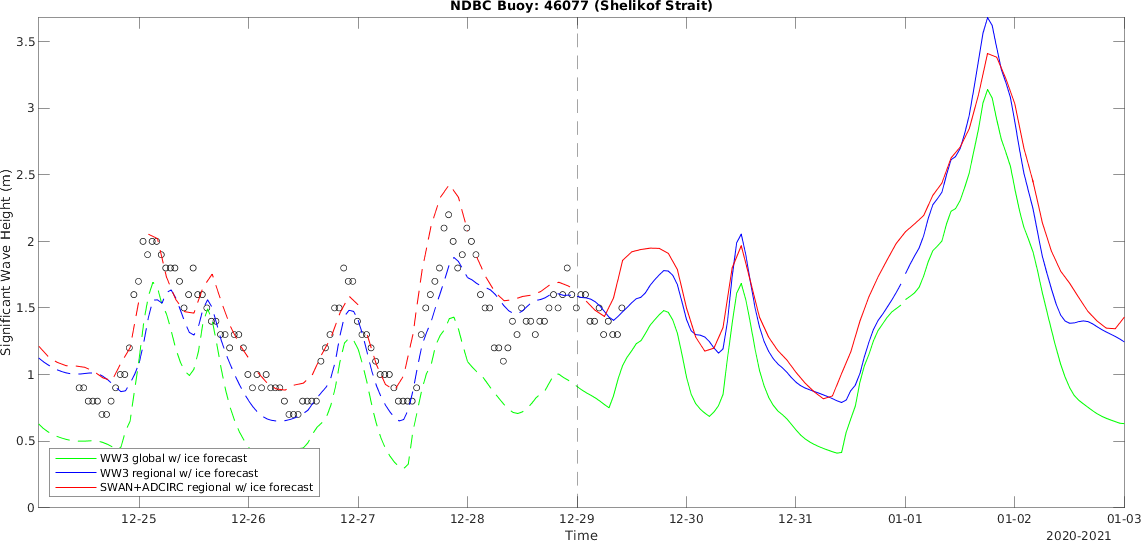 NDBC Buoy: 46077 (Shelikof Strait)
Significant Wave Height (m)
3.5
3
2.5
2
1.5
1
0.5
0
WW3 global w/ ice forecast
WW3 regional w/ ice forecast
SWAN+ADCIRC regional w/ ice forecast
12-25 12-26 12-27 12-28 12-29 12-30 12-31 01-01 01-02 01-03
Time
2020-2021